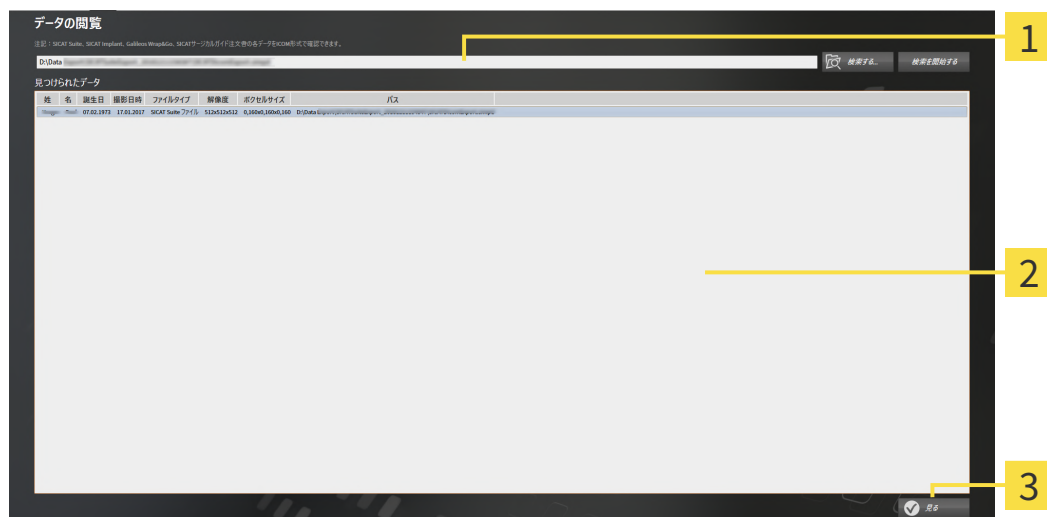 データの閲覧
注記：SICAT Suite, SICAT Implant, Galileos Wrap&Go, SICATサージカルガイド注文書の各データをDICOM形式で確認できます。
D:\Data
検索する...
検索を開始する
1
見つけられたデータ
姓 名 誕生日 撮影日時 ファイルタイプ 解像度 ボクセルサイズ パス
07.02.1973 17.01.2017 SICAT Suite ファイル 512x512x512 0,160x0,160x0,160 D:\Data
2
見る
3